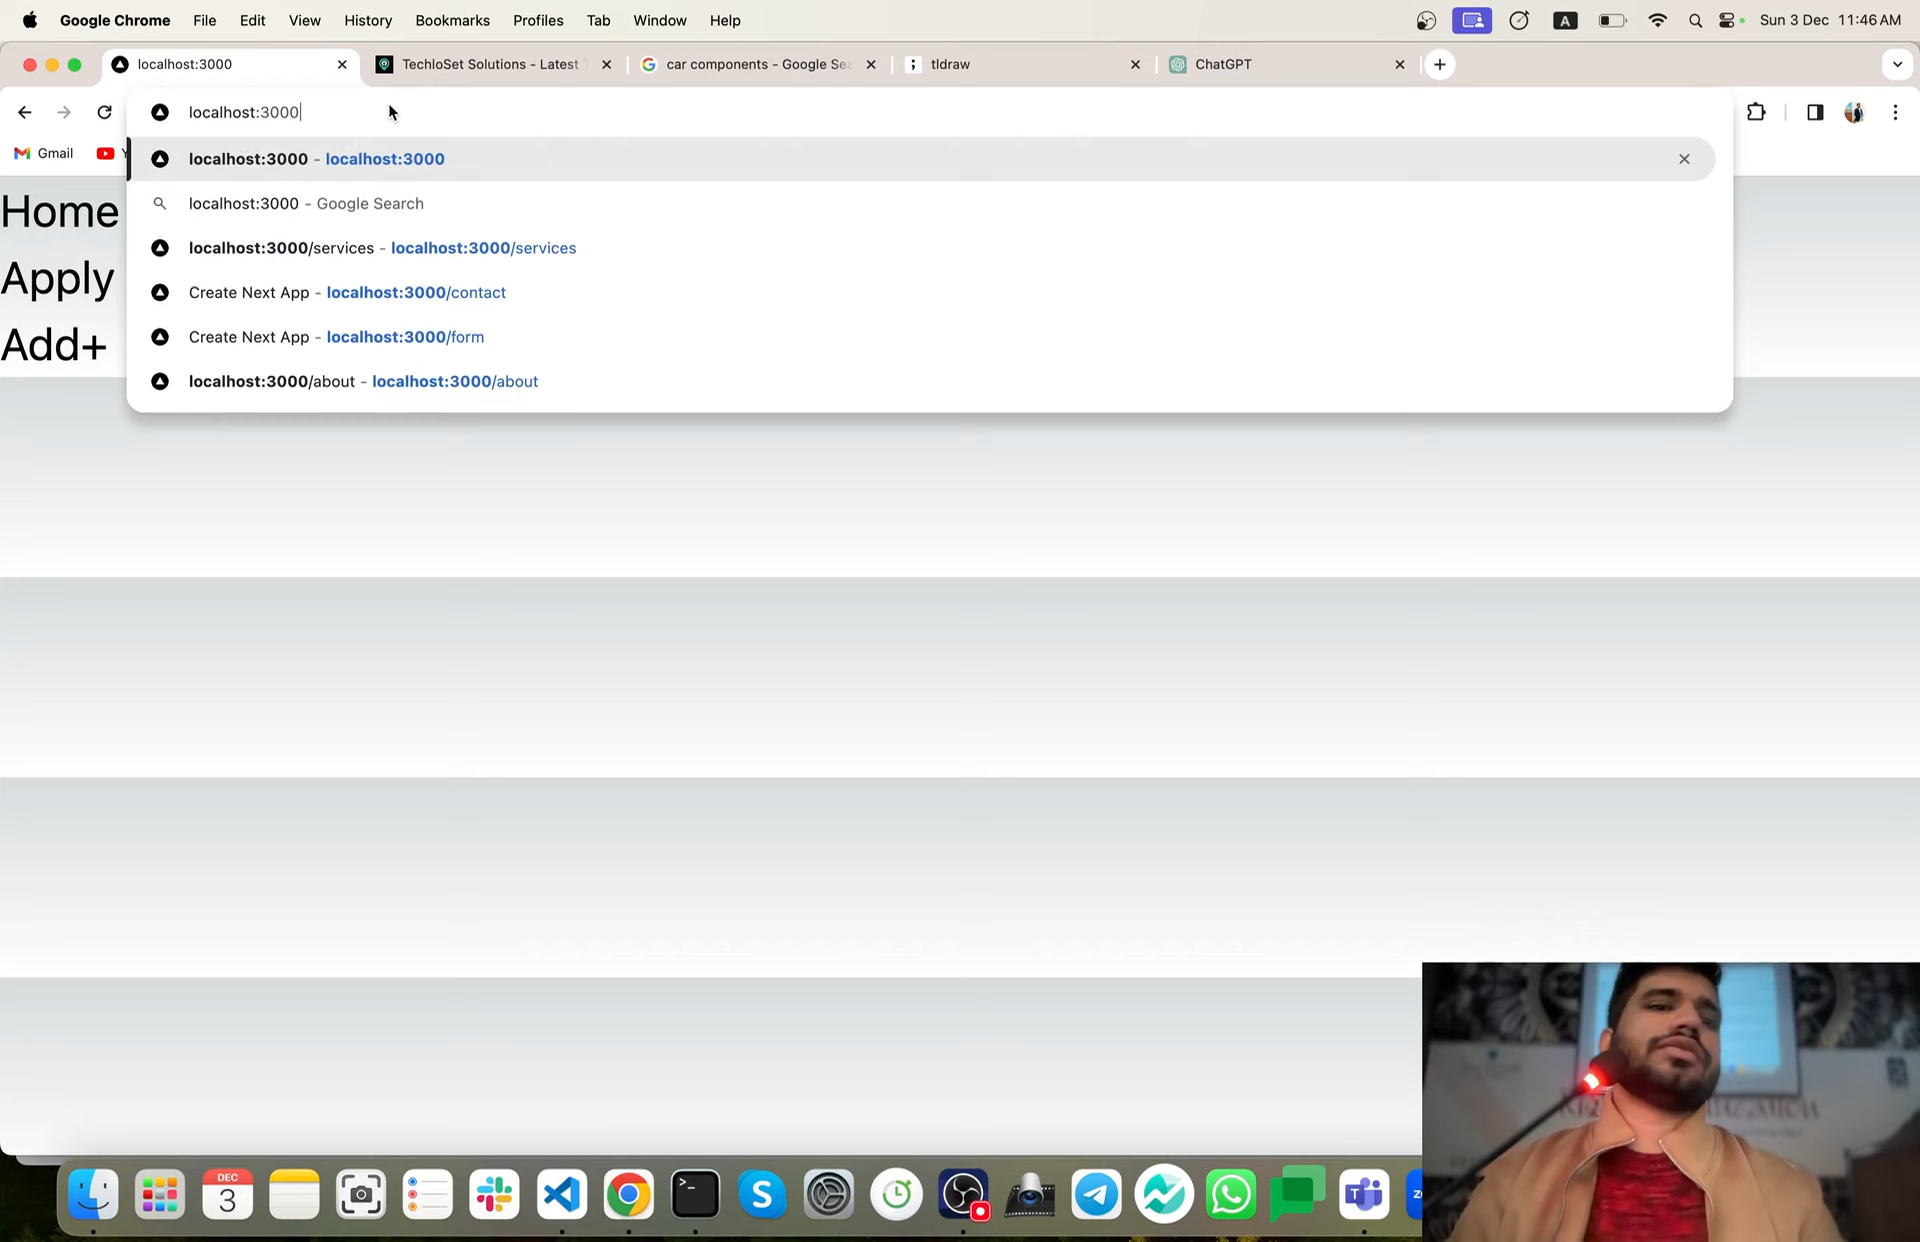 Google Chrome File Edit View History Bookmarks Profiles Tab Window Help
A Sun 3 Dec 11:46 AM
localhost:3000 TechloSet Solutions - Latest car components - Google Sea tldraw ChatGPT
localhost:3000
Gmail
localhost:3000 - localhost:3000
localhost:3000 - Google Search
localhost:3000/services - localhost:3000/services
Create Next App - localhost:3000/contact
Create Next App - localhost:3000/form
localhost:3000/about - localhost:3000/about
Home
Apply
Add+
DEC
3